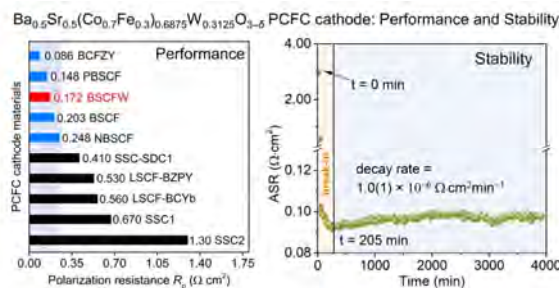 Ba₀.₅Sr₀.₅(Co₀.₇Fe₀.₃)₀.₆₈₇₅W₀.₃₁₂₅O₃₋δ PCFC cathode: Performance and Stability
Performance
PCFC cathode materials
0.086 BCFZY
0.148 PBSCF
0.172 BSCFW
0.203 BSCF
0.248 NBSCF
0.410 SSC-SDC1
0.530 LSCF-BZPY
0.560 LSCF-BCYb
0.670 SSC1
1.30 SSC2
0.00 0.35 0.70 1.05 1.40 1.75
Polarization resistance Rₚ (Ω cm²)
Stability
ASR (Ω·cm²)
4.00
2.00
0.12
0.10
0.08
t = 0 min
break-in
decay rate =
1.0(1) × 10⁻⁶ Ω cm²min⁻¹
t = 205 min
0 1000 2000 3000 4000
Time (min)